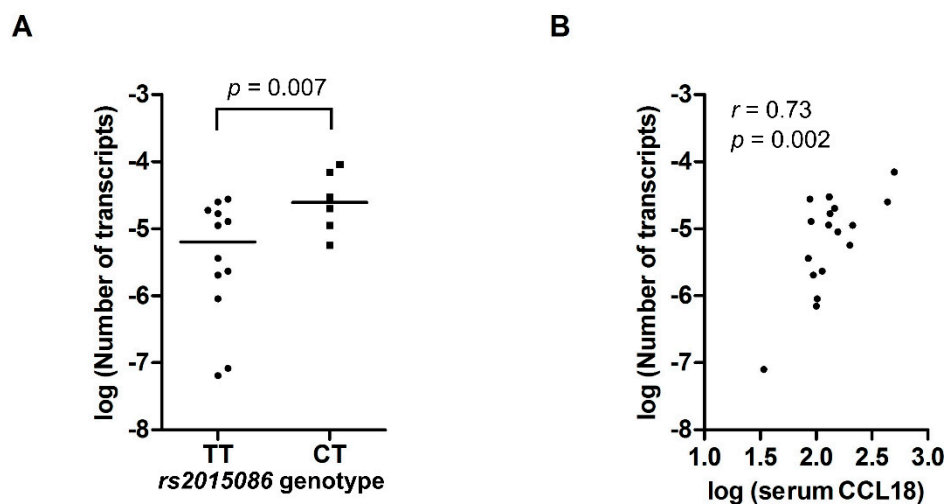 A
p = 0.007
-3
-4
-5
-6
-7
-8
log (Number of transcripts)
TT CT
rs2015086 genotype
B
r = 0.73
p = 0.002
-3
-4
-5
-6
-7
-8
log (Number of transcripts)
1.0 1.5 2.0 2.5 3.0
log (serum CCL18)